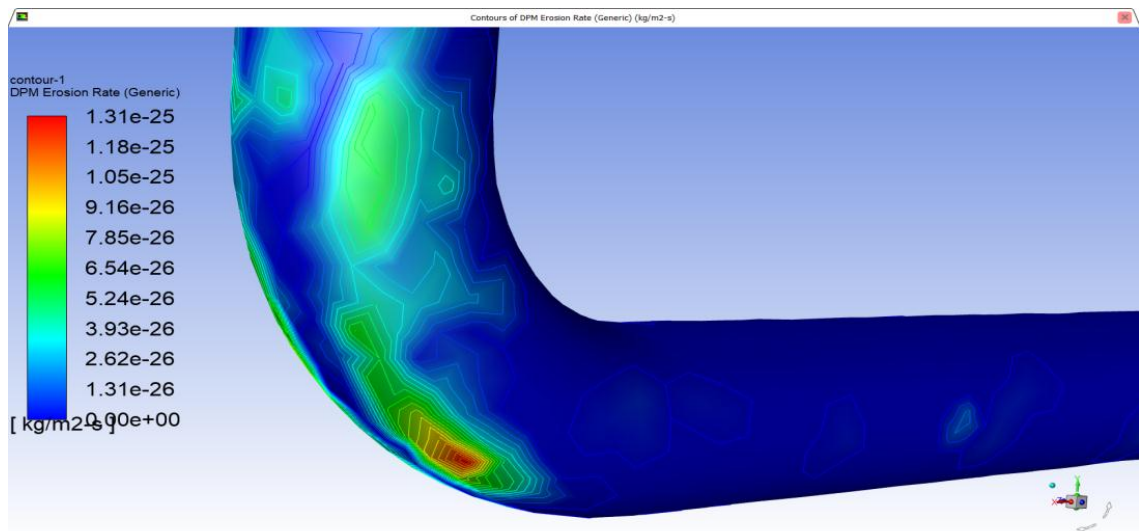 Contours of DPM Erosion Rate (Generic) (kg/m2-s)
contour-1
DPM Erosion Rate (Generic)
1.31e-25
1.18e-25
1.05e-25
9.16e-26
7.85e-26
6.54e-26
5.24e-26
3.93e-26
2.62e-26
1.31e-26
0.00e+00
[ kg/m2-s ]